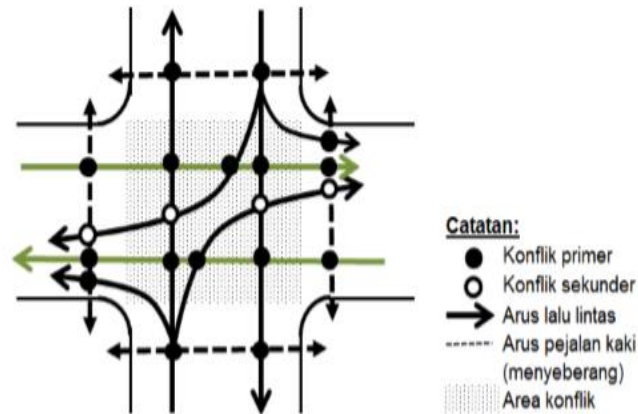 Catatan:
Konflik primer
Konflik sekunder
Arus lalu lintas
Arus pejalan kaki
(menyeberang)
Area konflik